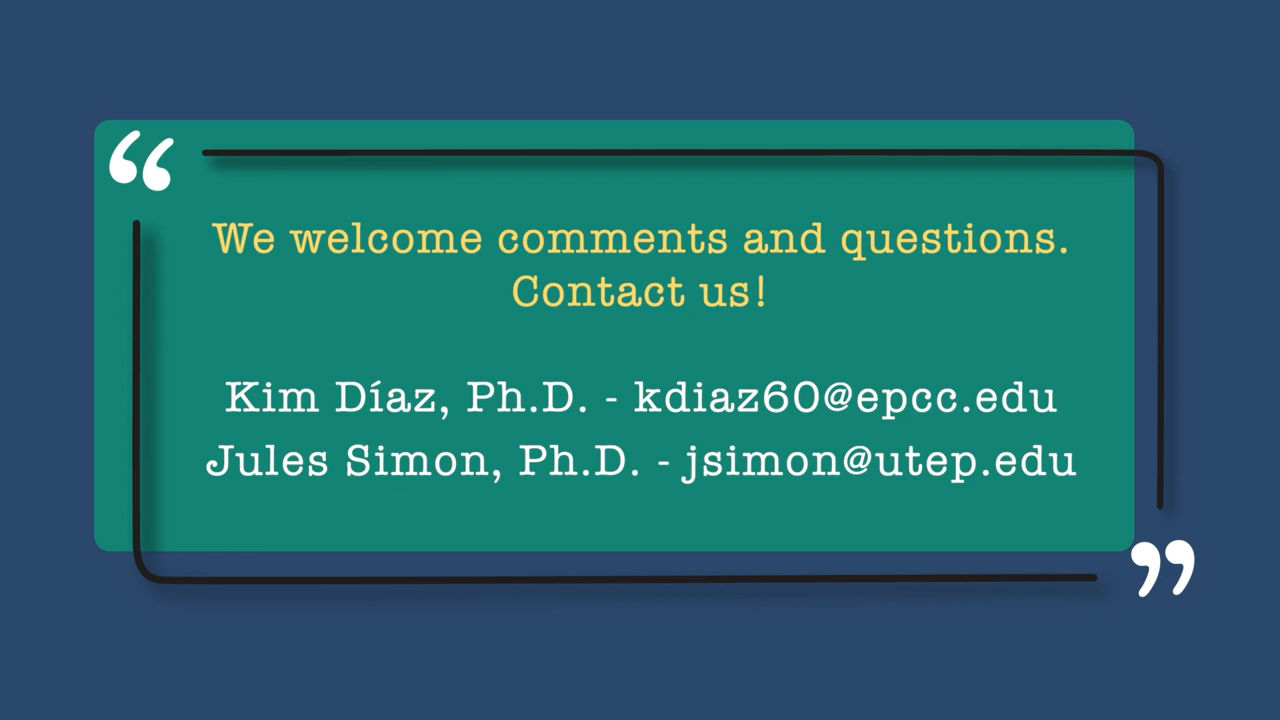 We welcome comments and questions.
Contact us!
Kim Díaz, Ph.D. - kdiaz60@epcc.edu
Jules Simon, Ph.D. - jsimon@utep.edu